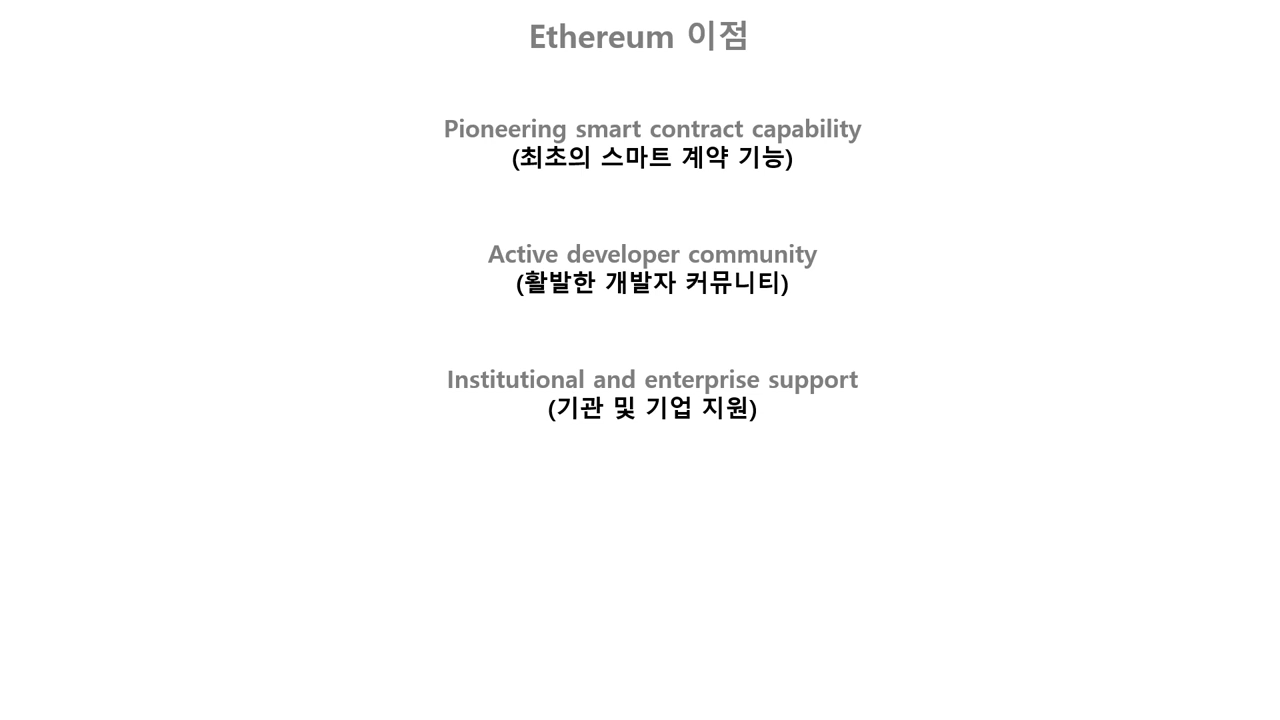 Ethereum 이점
Pioneering smart contract capability
(최초의 스마트 계약 기능)
Active developer community
(활발한 개발자 커뮤니티)
Institutional and enterprise support
(기관 및 기업 지원)